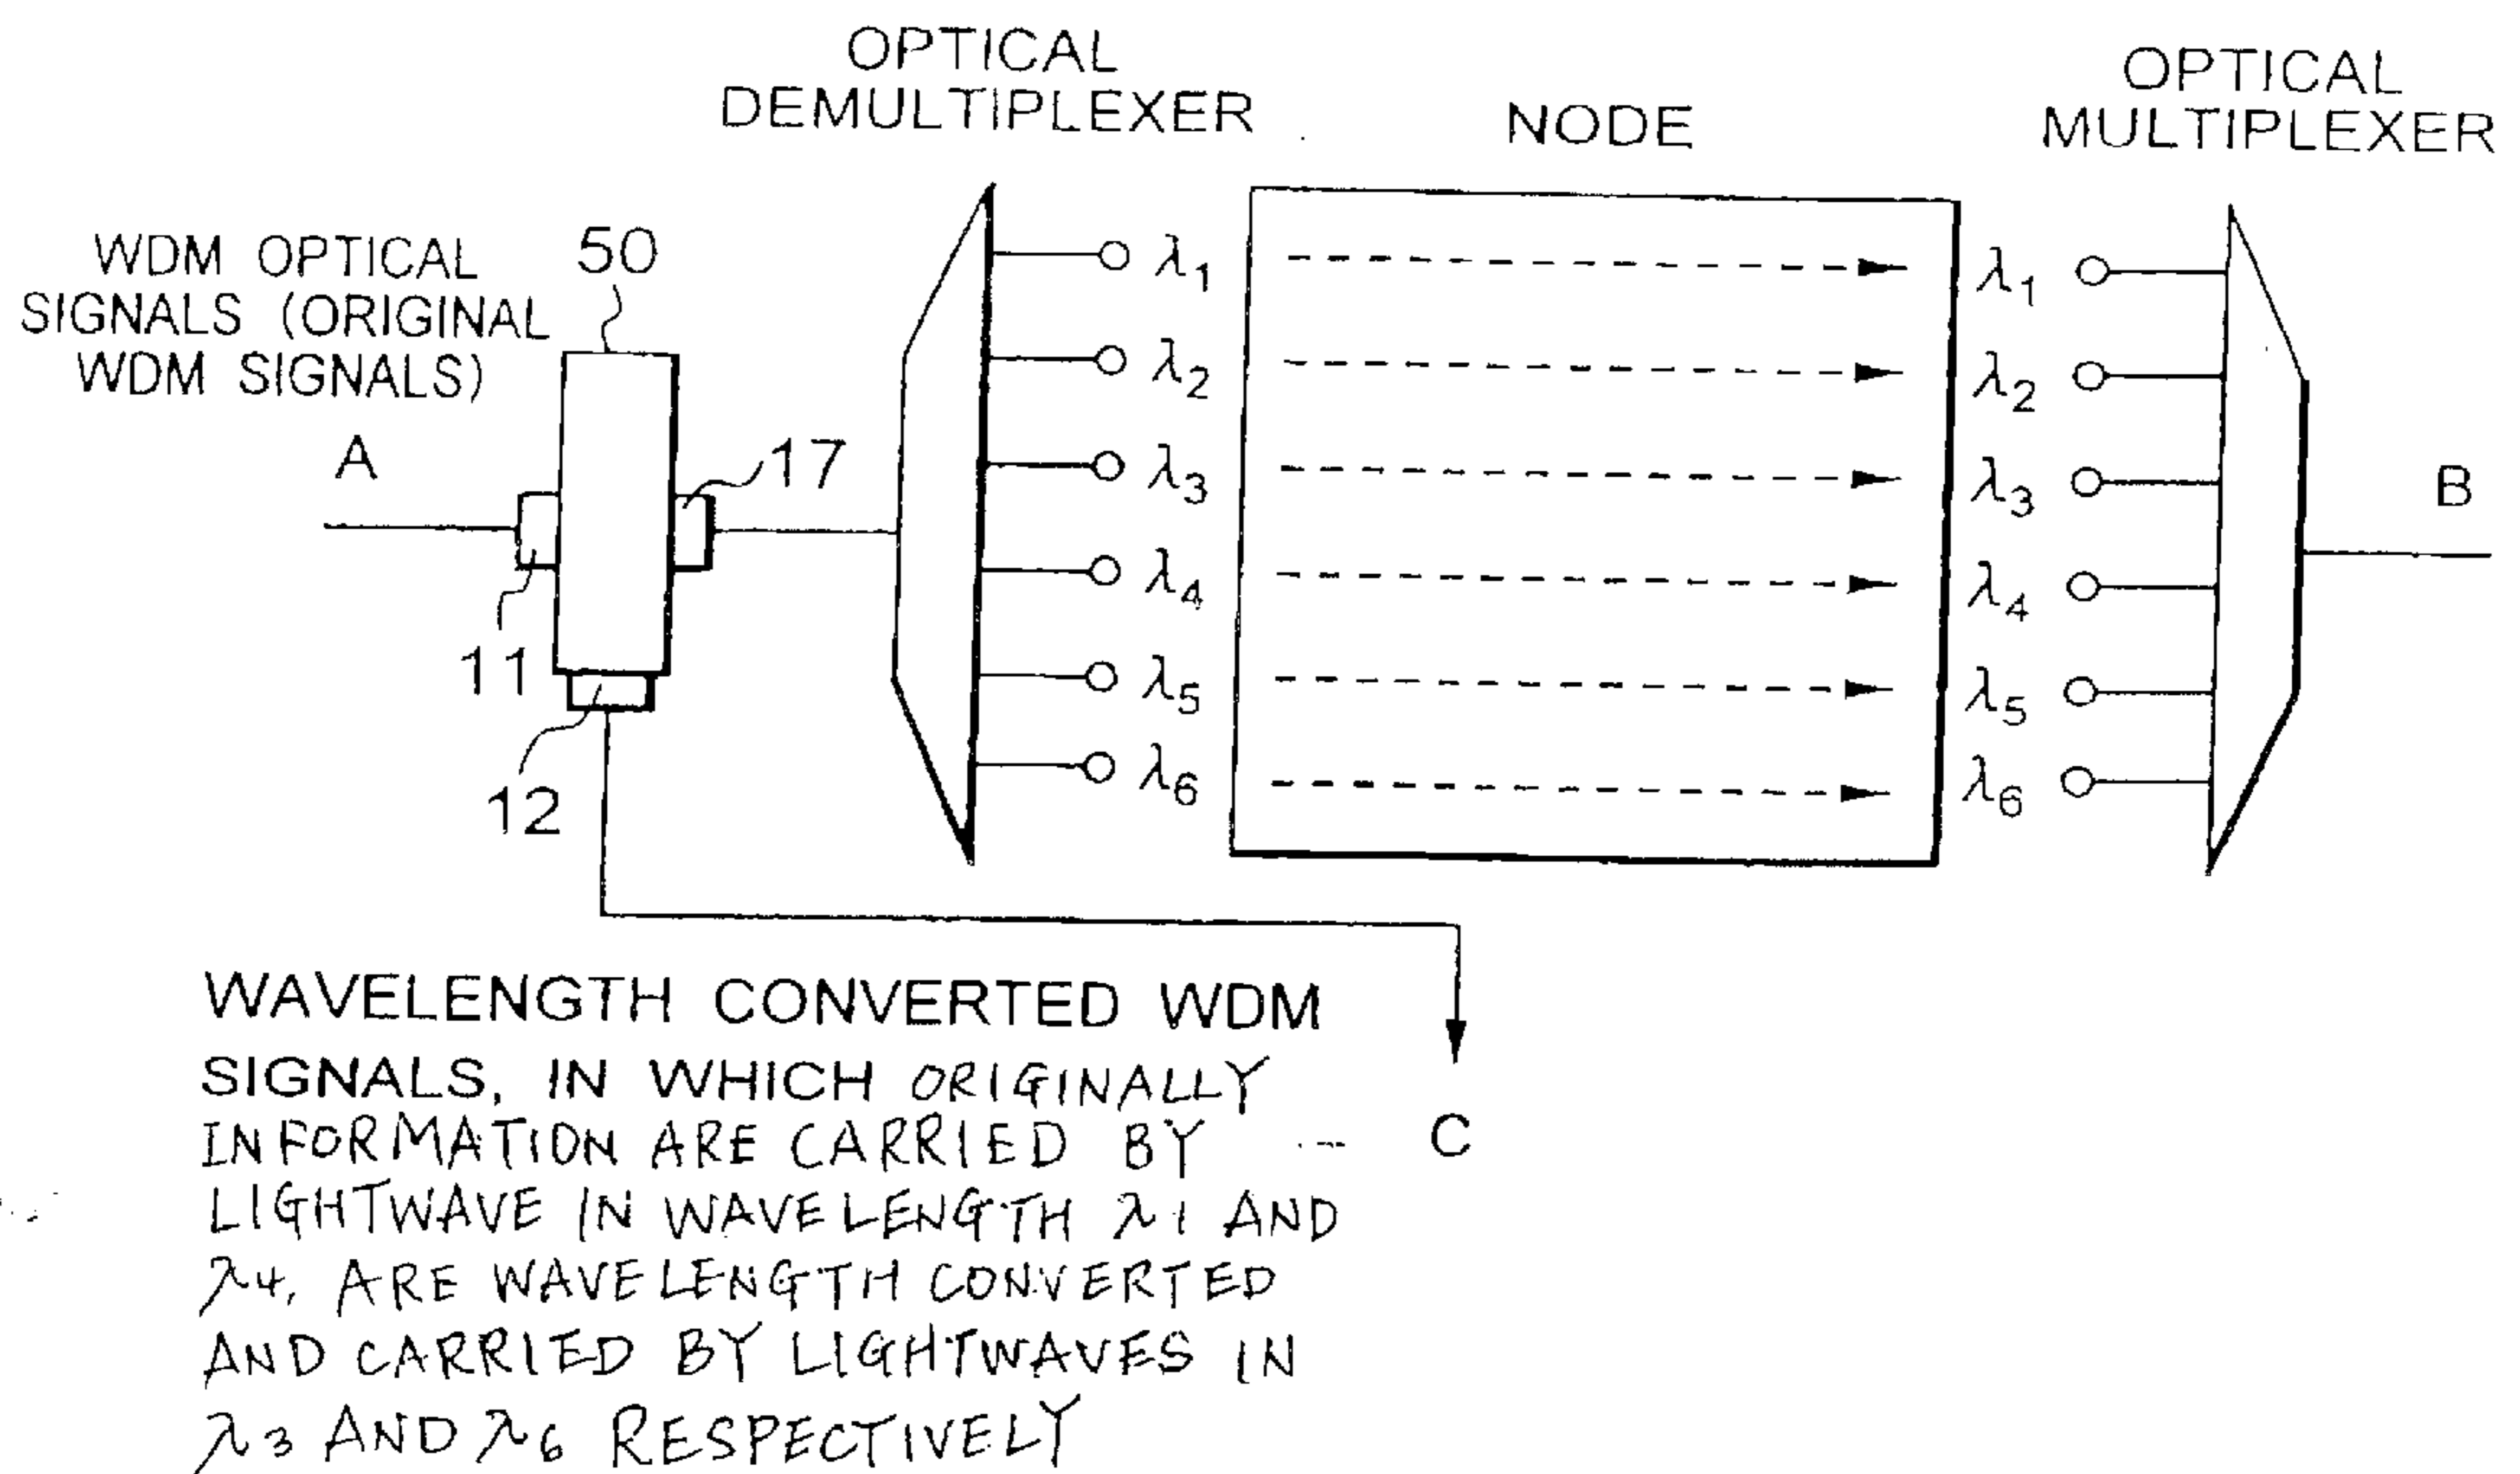 OPTICAL
DEMULTIPLEXER
NODE
OPTICAL
MULTIPLEXER
WDM OPTICAL
SIGNALS (ORIGINAL
WDM SIGNALS)
50
A
17
11
12
λ1
λ2
λ3
λ4
λ5
λ6
λ1
λ2
λ3
λ4
λ5
λ6
B
C
WAVELENGTH CONVERTED WDM
SIGNALS, IN WHICH ORIGINALLY
INFORMATION ARE CARRIED BY
LIGHTWAVE IN WAVELENGTH λ1 AND
λ4, ARE WAVELENGTH CONVERTED
AND CARRIED BY LIGHTWAVES IN
λ3 AND λ6 RESPECTIVELY